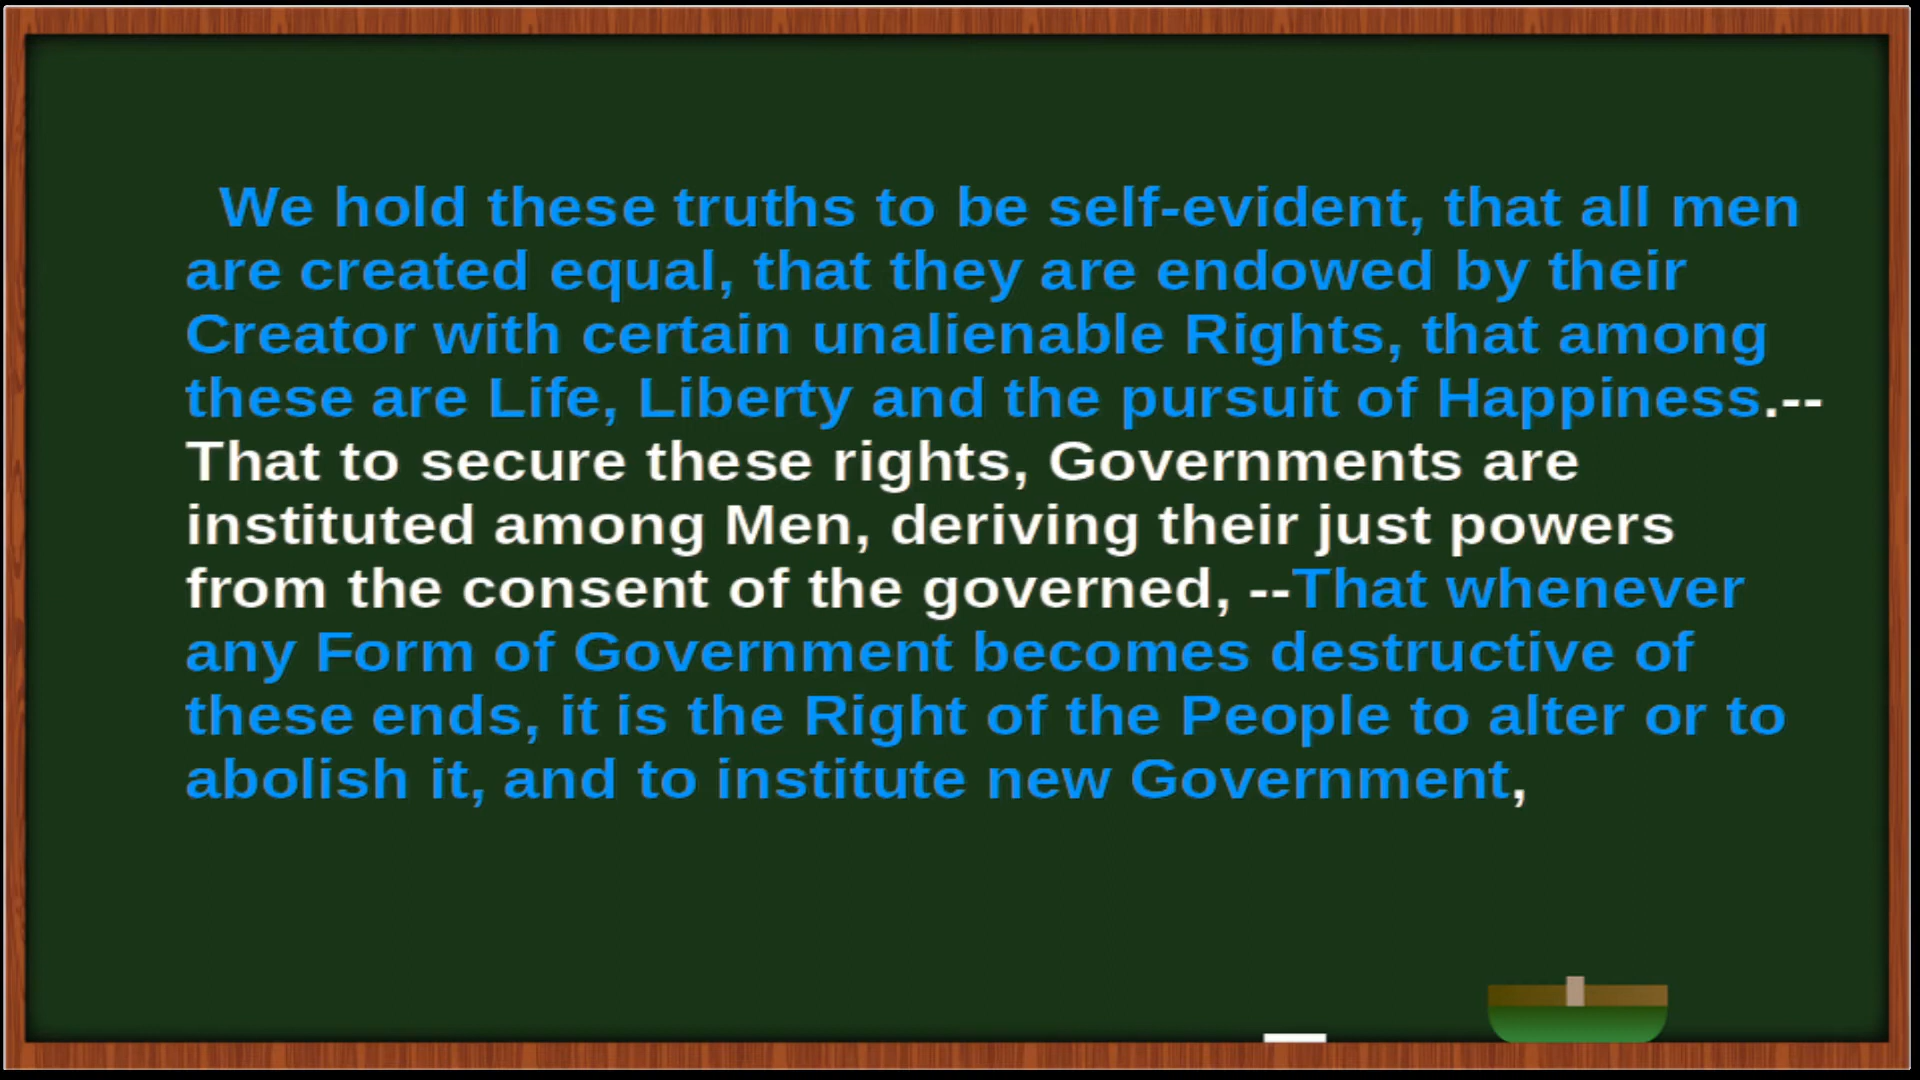 We hold these truths to be self-evident, that all men
are created equal, that they are endowed by their
Creator with certain unalienable Rights, that among
these are Life, Liberty and the pursuit of Happiness.--
That to secure these rights, Governments are
instituted among Men, deriving their just powers
from the consent of the governed, --That whenever
any Form of Government becomes destructive of
these ends, it is the Right of the People to alter or to
abolish it, and to institute new Government,